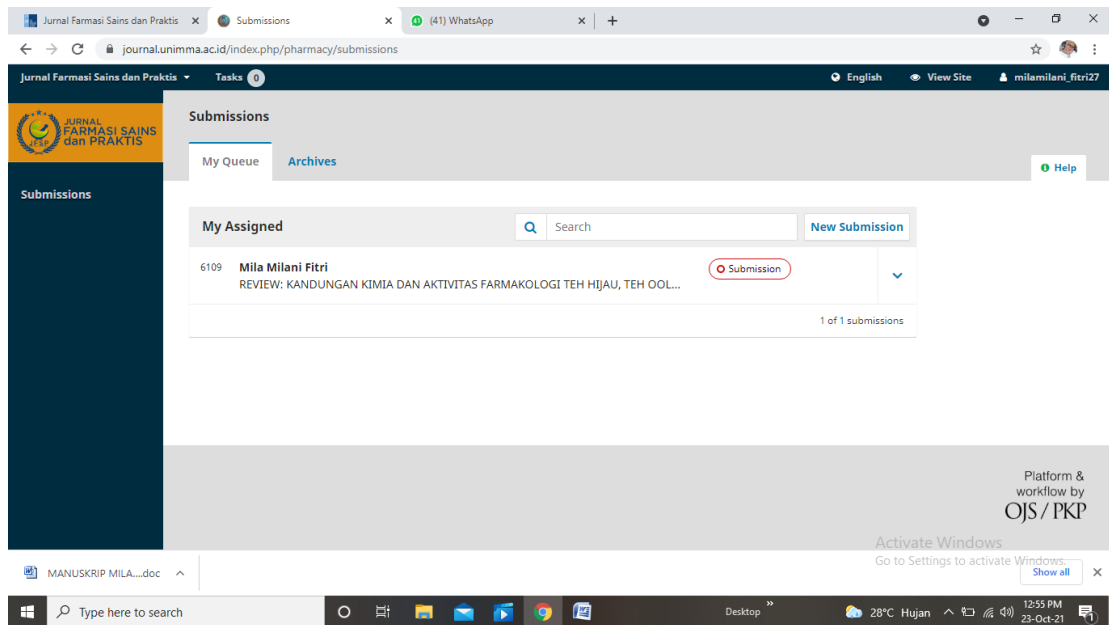 Jurnal Farmasi Sains dan Praktis
Submissions
(41) WhatsApp
journal.unimma.ac.id/index.php/pharmacy/submissions
Jurnal Farmasi Sains dan Praktis
Tasks 0
English
View Site
milamilani_fitri27
JURNAL
FARMASI SAINS
dan PRAKTIS
JFSP
Submissions
Submissions
My Queue
Archives
Help
My Assigned
Search
New Submission
6109 Mila Milani Fitri
Submission
REVIEW: KANDUNGAN KIMIA DAN AKTIVITAS FARMAKOLOGI TEH HIJAU, TEH OOL...
1 of 1 submissions
Platform &
workflow by
OJS / PKP
Activate Windows
Go to Settings to activate Windows.
MANUSKRIP MILA....doc
Show all
Type here to search
Desktop
28°C Hujan
12:55 PM
23-Oct-21
1